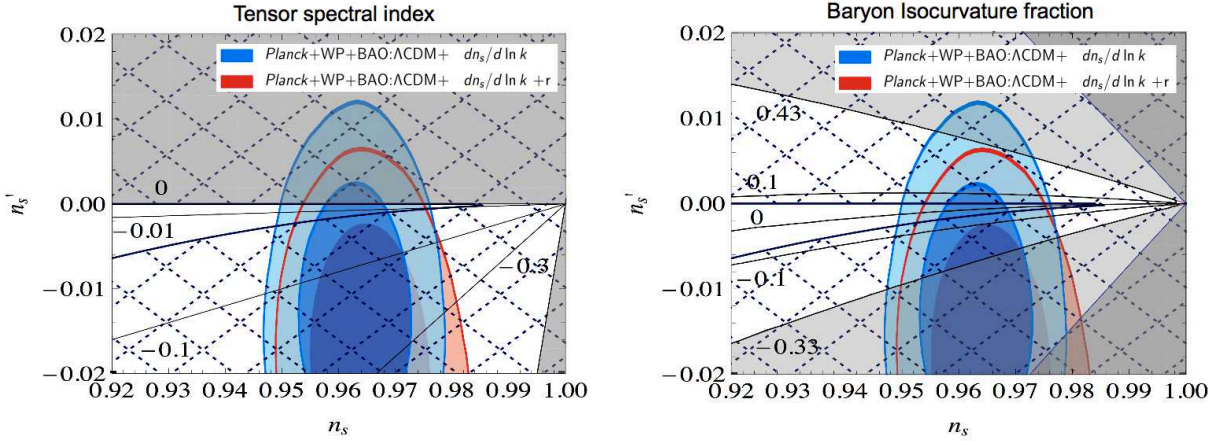 Tensor spectral index
0.02
0.01
0.00
−0.01
−0.02
n_s'
Planck+WP+BAO:ΛCDM+ dn_s/d ln k
Planck+WP+BAO:ΛCDM+ dn_s/d ln k +r
0
−0.01
−0.1
−0.3
0.92 0.93 0.94 0.95 0.96 0.97 0.98 0.99 1.00
n_s
Baryon Isocurvature fraction
0.02
0.01
0.00
−0.01
−0.02
n_s'
Planck+WP+BAO:ΛCDM+ dn_s/d ln k
Planck+WP+BAO:ΛCDM+ dn_s/d ln k +r
0.43
0.1
0
−0.1
−0.33
0.92 0.93 0.94 0.95 0.96 0.97 0.98 0.99 1.00
n_s